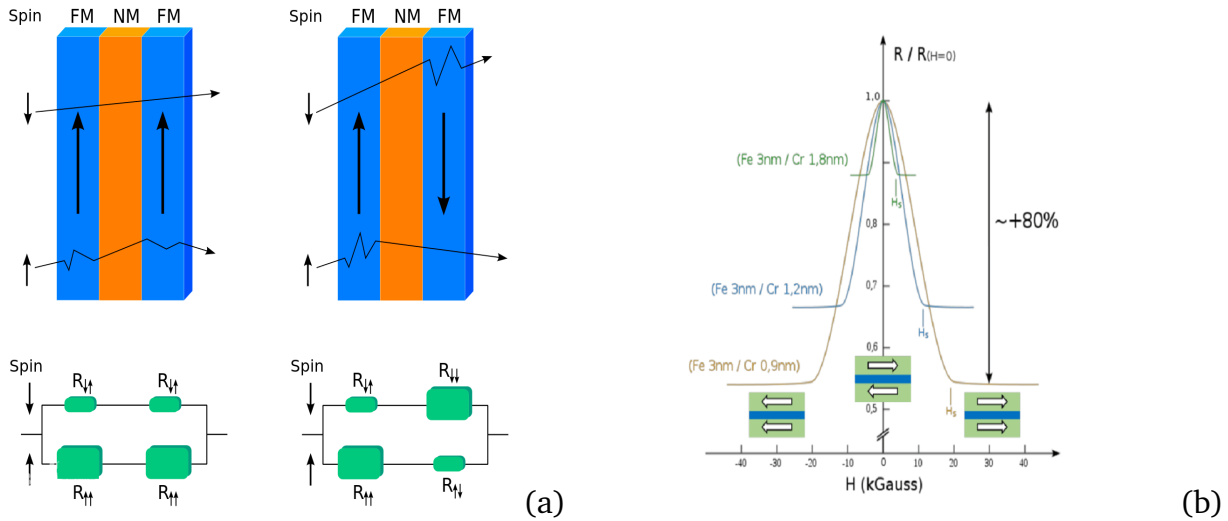 Spin FM NM FM
Spin FM NM FM
Spin
R↓↑ R↓↑
R↑↑ R↑↑
Spin
R↓↑ R↓↓
R↑↑ R↑↓
(a)
R / R(H=0)
1.0
(Fe 3nm / Cr 1,8nm)
Hs
0,8
~+80%
(Fe 3nm / Cr 1,2nm)
0,7
Hs
0,6
(Fe 3nm / Cr 0,9nm)
Hs
0,5
-40 -30 -20 -10 0 10 20 30 40
H (kGauss)
(b)